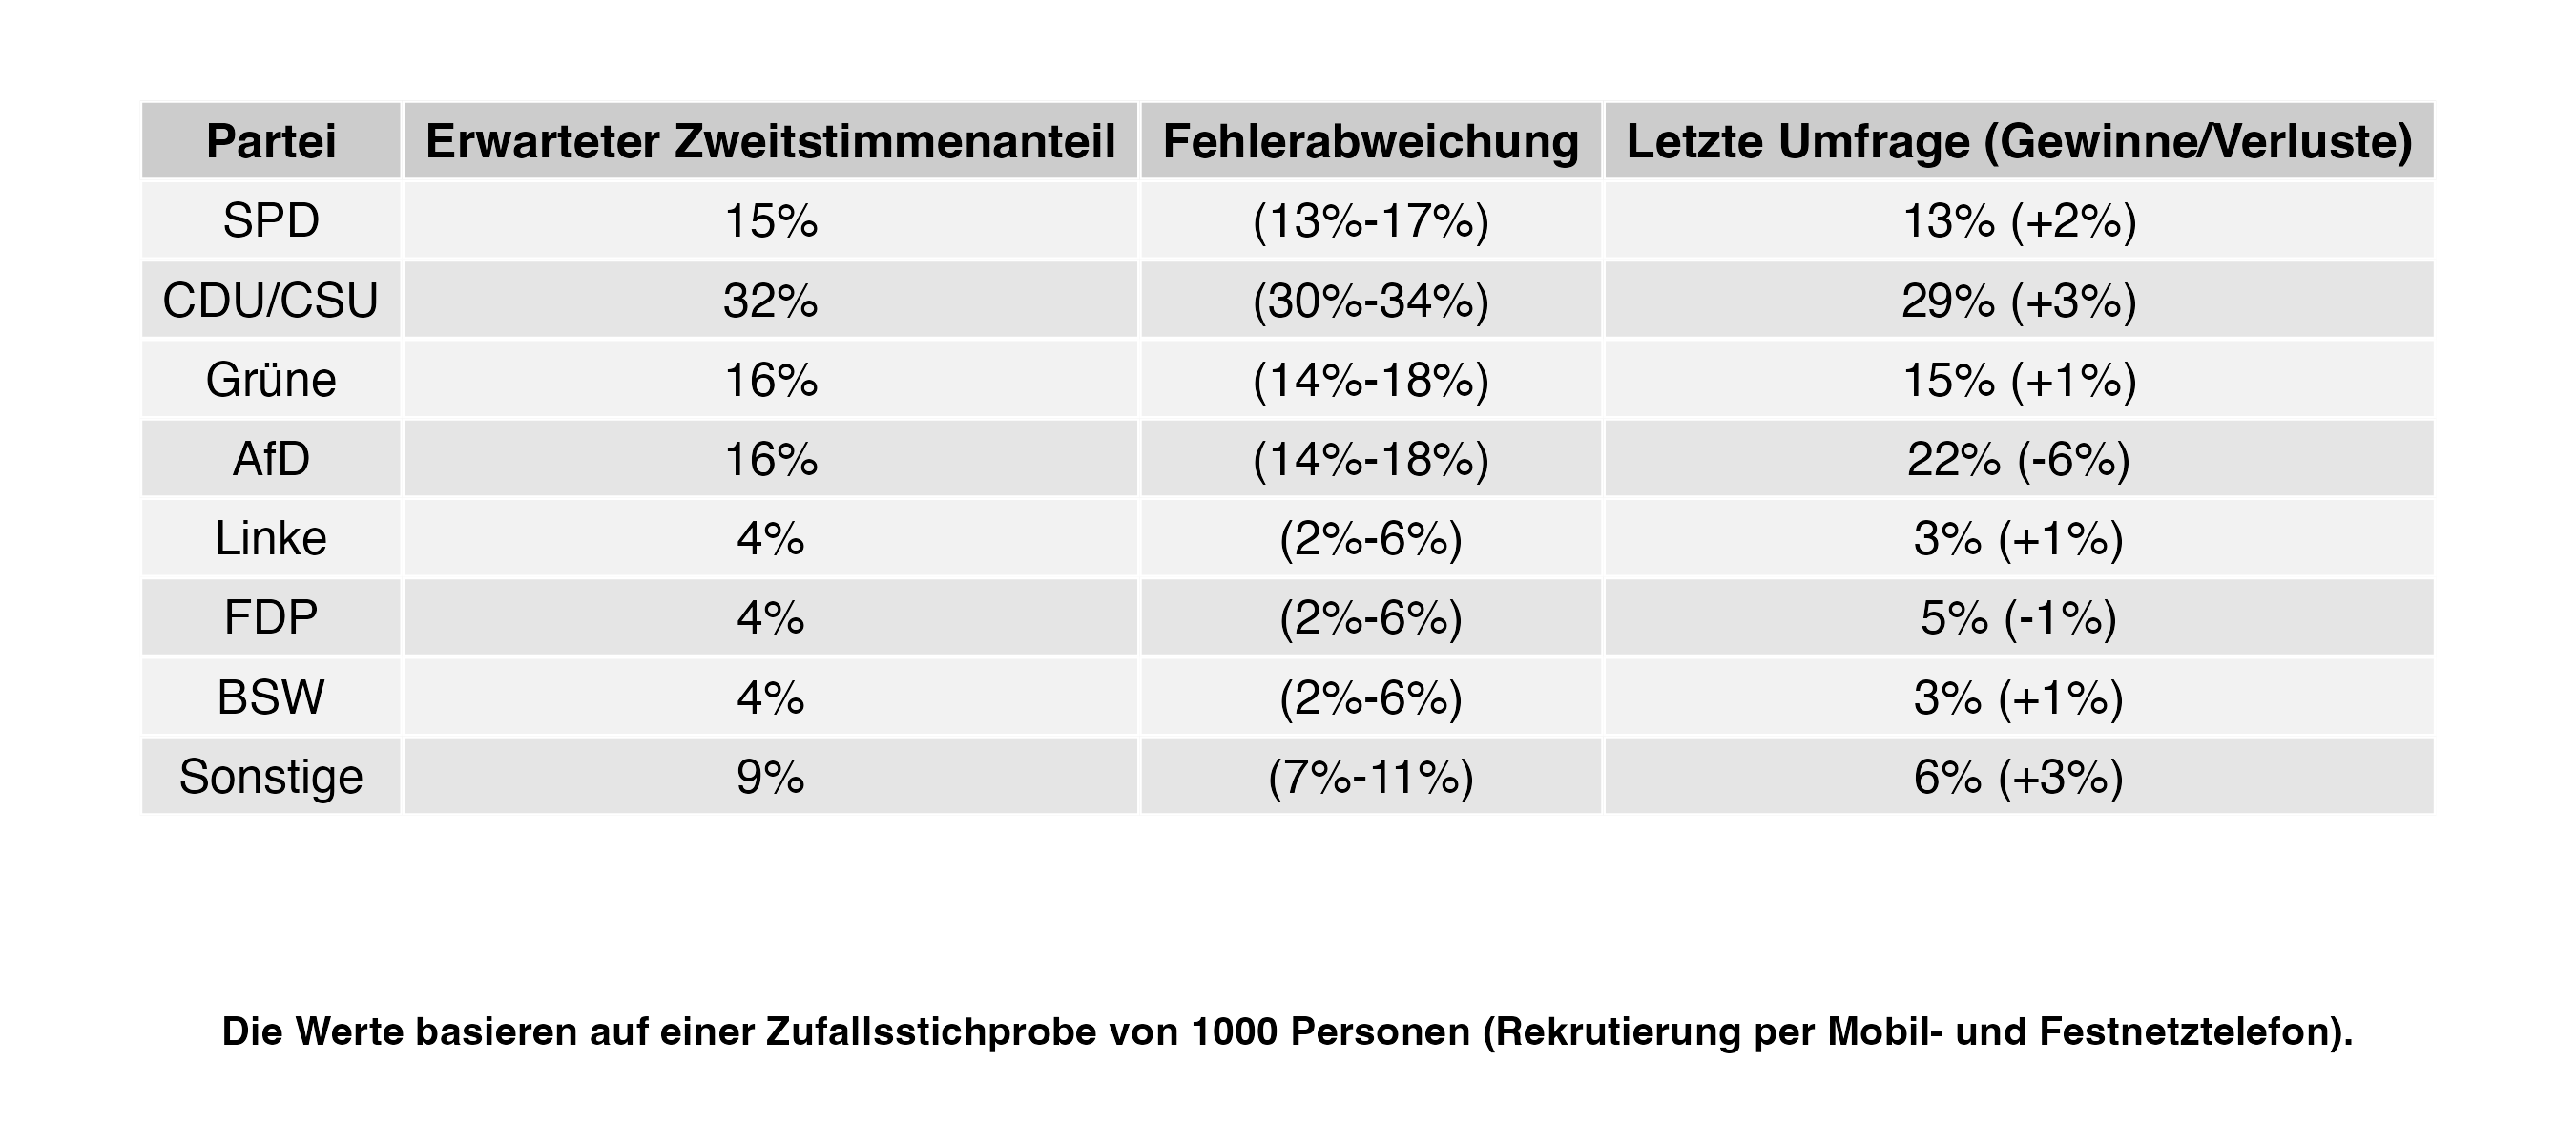 Partei Erwarteter Zweitstimmenanteil Fehlerabweichung Letzte Umfrage (Gewinne/Verluste)
SPD 15% (13%-17%) 13% (+2%)
CDU/CSU 32% (30%-34%) 29% (+3%)
Grüne 16% (14%-18%) 15% (+1%)
AfD 16% (14%-18%) 22% (-6%)
Linke 4% (2%-6%) 3% (+1%)
FDP 4% (2%-6%) 5% (-1%)
BSW 4% (2%-6%) 3% (+1%)
Sonstige 9% (7%-11%) 6% (+3%)
Die Werte basieren auf einer Zufallsstichprobe von 1000 Personen (Rekrutierung per Mobil- und Festnetztelefon).